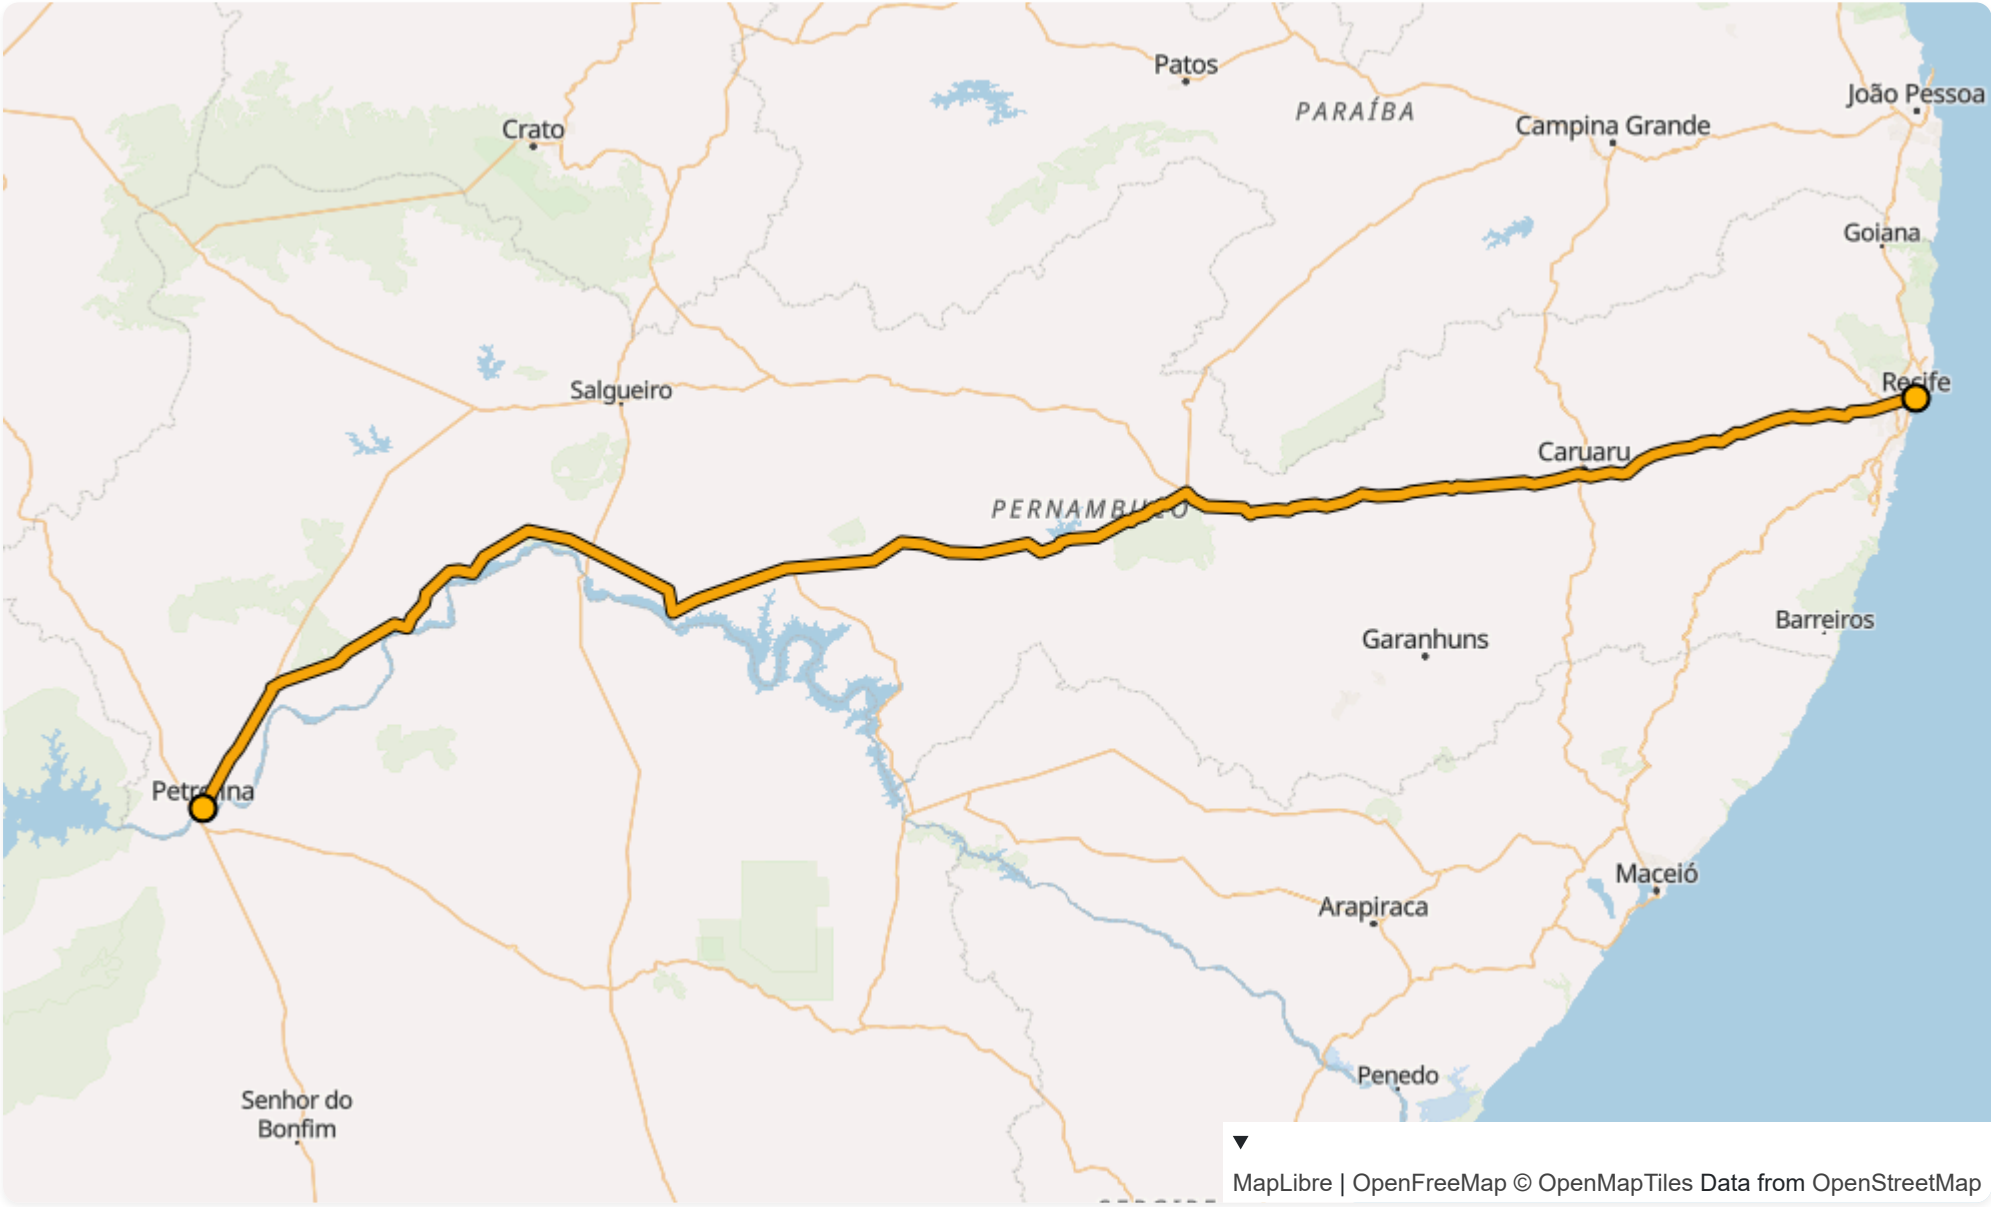 Patos
PARAÍBA
João Pessoa
Crato
Campina Grande
Goiana
Salgueiro
Recife
Caruaru
PERNAMBUCO
Barreiros
Garanhuns
Petrolina
Maceió
Arapiraca
Penedo
Senhor do
Bonfim
▼
MapLibre | OpenFreeMap © OpenMapTiles Data from OpenStreetMap